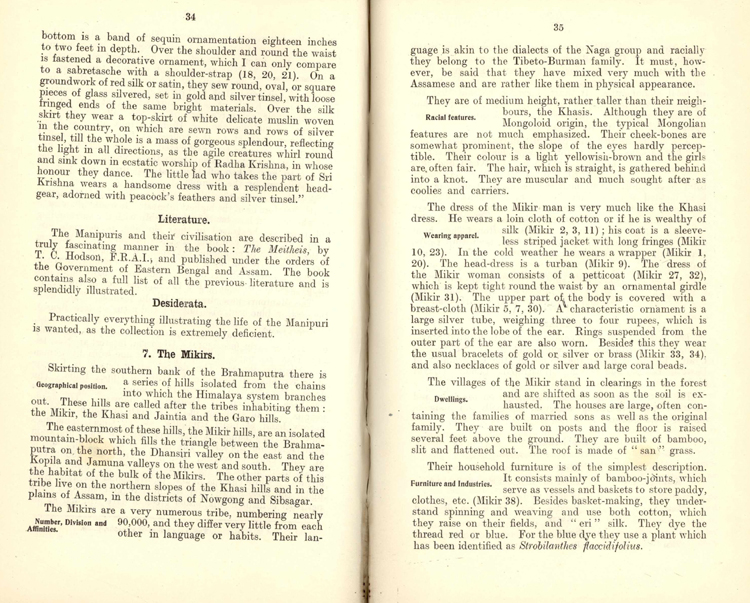 34
bottom is a band of sequin ornamentation eighteen inches
to two feet in depth. Over the shoulder and round the waist
is fastened a decorative ornament, which I can only compare
to a sabretasche with a shoulder-strap (18, 20, 21). On a
groundwork of red silk or satin, they sew round, oval, or square
pieces of glass silvered, set in gold and silver tinsel, with loose
fringed ends of the same bright materials. Over the silk
skirt they wear a top-skirt of white delicate muslin woven
in the country, on which are sewn rows and rows of silver
tinsel, till the whole is a mass of gorgeous splendour, reflecting
the light in all directions, as the agile creatures whirl round
and sink down in ecstatic worship of Radha Krishna, in whose
honour they dance. The little lad who takes the part of Sri
Krishna wears a handsome dress with a resplendent head-
gear, adorned with peacock's feathers and silver tinsel."
Literature.
The Manipuris and their civilisation are described in a
truly fascinating manner in the book : The Meitheis, by
T. C. Hodson, F.R.A.I., and published under the orders of
the Government of Eastern Bengal and Assam. The book
contains also a full list of all the previous literature and is
splendidly illustrated.
Desiderata.
Practically everything illustrating the life of the Manipuri
is wanted, as the collection is extremely deficient.
7. The Mikirs.
Skirting the southern bank of the Brahmaputra there is
Geographical position. a series of hills isolated from the chains
into which the Himalaya system branches
out. These hills are called after the tribes inhabiting them :
the Mikir, the Khasi and Jaintia and the Garo hills.
The easternmost of these hills, the Mikir hills, are an isolated
mountain-block which fills the triangle between the Brahma-
putra on the north, the Dhansiri valley on the east and the
Kopila and Jamuna valleys on the west and south. They are
the habitat of the bulk of the Mikirs. The other parts of this
tribe live on the northern slopes of the Khasi hills and in the
plains of Assam, in the districts of Nowgong and Sibsagar.
The Mikirs are a very numerous tribe, numbering nearly
Number, Division and 90,000, and they differ very little from each
Affinities. other in language or habits. Their lan-
35
guage is akin to the dialects of the Naga group and racially
they belong to the Tibeto-Burman family. It must, how-
ever, be said that they have mixed very much with the
Assamese and are rather like them in physical appearance.
They are of medium height, rather taller than their neigh-
Racial features. bours, the Khasis. Although they are of
Mongoloid origin, the typical Mongolian
features are not much emphasized. Their cheek-bones are
somewhat prominent, the slope of the eyes hardly percep-
tible. Their colour is a light yellowish-brown and the girls
are often fair. The hair, which is straight, is gathered behind
into a knot. They are muscular and much sought after as
coolies and carriers.
The dress of the Mikir man is very much like the Khasi
dress. He wears a loin cloth of cotton or if he is wealthy of
Wearing apparel. silk (Mikir 2, 3, 11) ; his coat is a sleeve-
less striped jacket with long fringes (Mikir
10, 23). In the cold weather he wears a wrapper (Mikir 1,
20). The head-dress is a turban (Mikir 9). The dress of
the Mikir woman consists of a petticoat (Mikir 27, 32),
which is kept tight round the waist by an ornamental girdle
(Mikir 31). The upper part of the body is covered with a
breast-cloth (Mikir 5, 7, 30). A characteristic ornament is a
large silver tube, weighing three to four rupees, which is
inserted into the lobe of the ear. Rings suspended from the
outer part of the ear are also worn. Besides this they wear
the usual bracelets of gold or silver or brass (Mikir 33, 34)
and also necklaces of gold or silver and large coral beads.
The villages of the Mikir stand in clearings in the forest
Dwellings. and are shifted as soon as the soil is ex-
hausted. The houses are large, often con-
taining the families of married sons as well as the original
family. They are built on posts and the floor is raised
several feet above the ground. They are built of bamboo,
slit and flattened out. The roof is made of " san " grass.
Their household furniture is of the simplest description.
Furniture and Industries. It consists mainly of bamboo-joints, which
serve as vessels and baskets to store paddy,
clothes, etc. (Mikir 38). Besides basket-making, they under-
stand spinning and weaving and use both cotton, which
they raise on their fields, and " eri " silk. They dye the
thread red or blue. For the blue dye they use a plant which
has been identified as Strobilanthes flaccidifolius.